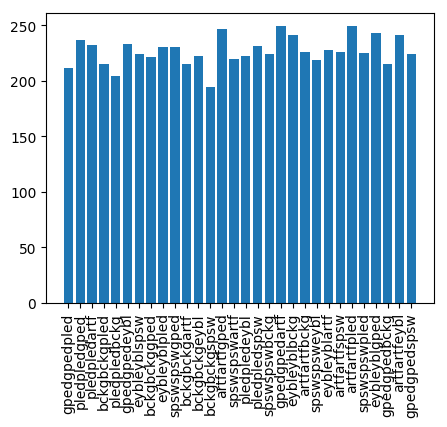 250
200
150
100
50
0
gpedgpedpled
pledpledgped
pledpledartf
bckgbckgpled
pledpledbckg
gpedgpedeybl
eybleyblspsw
bckgbckggped
eybleyblpled
spswspswgped
bckgbckgartf
bckgbckgeybl
bckgbckgspsw
artfartfgped
spswspswartf
pledpledeybl
pledpledspsw
spswspswbckg
gpedgpedartf
eybleyblbckg
artfartfbckg
spswspsweybl
eybleyblartf
artfartfspsw
artfartfpled
spswspswpled
eybleyblgped
gpedgpedbckg
artfartfeybl
gpedgpedspsw